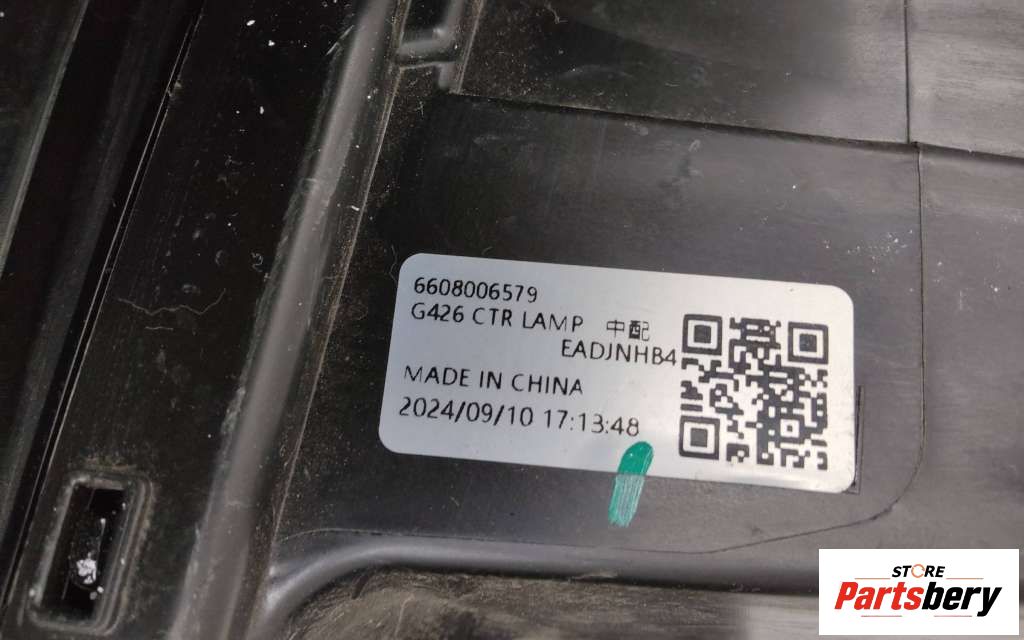 6608006579
G426 CTR LAMP 中配
EADJNHB4
MADE IN CHINA
2024/09/10 17:13:48
STORE
Partsbery